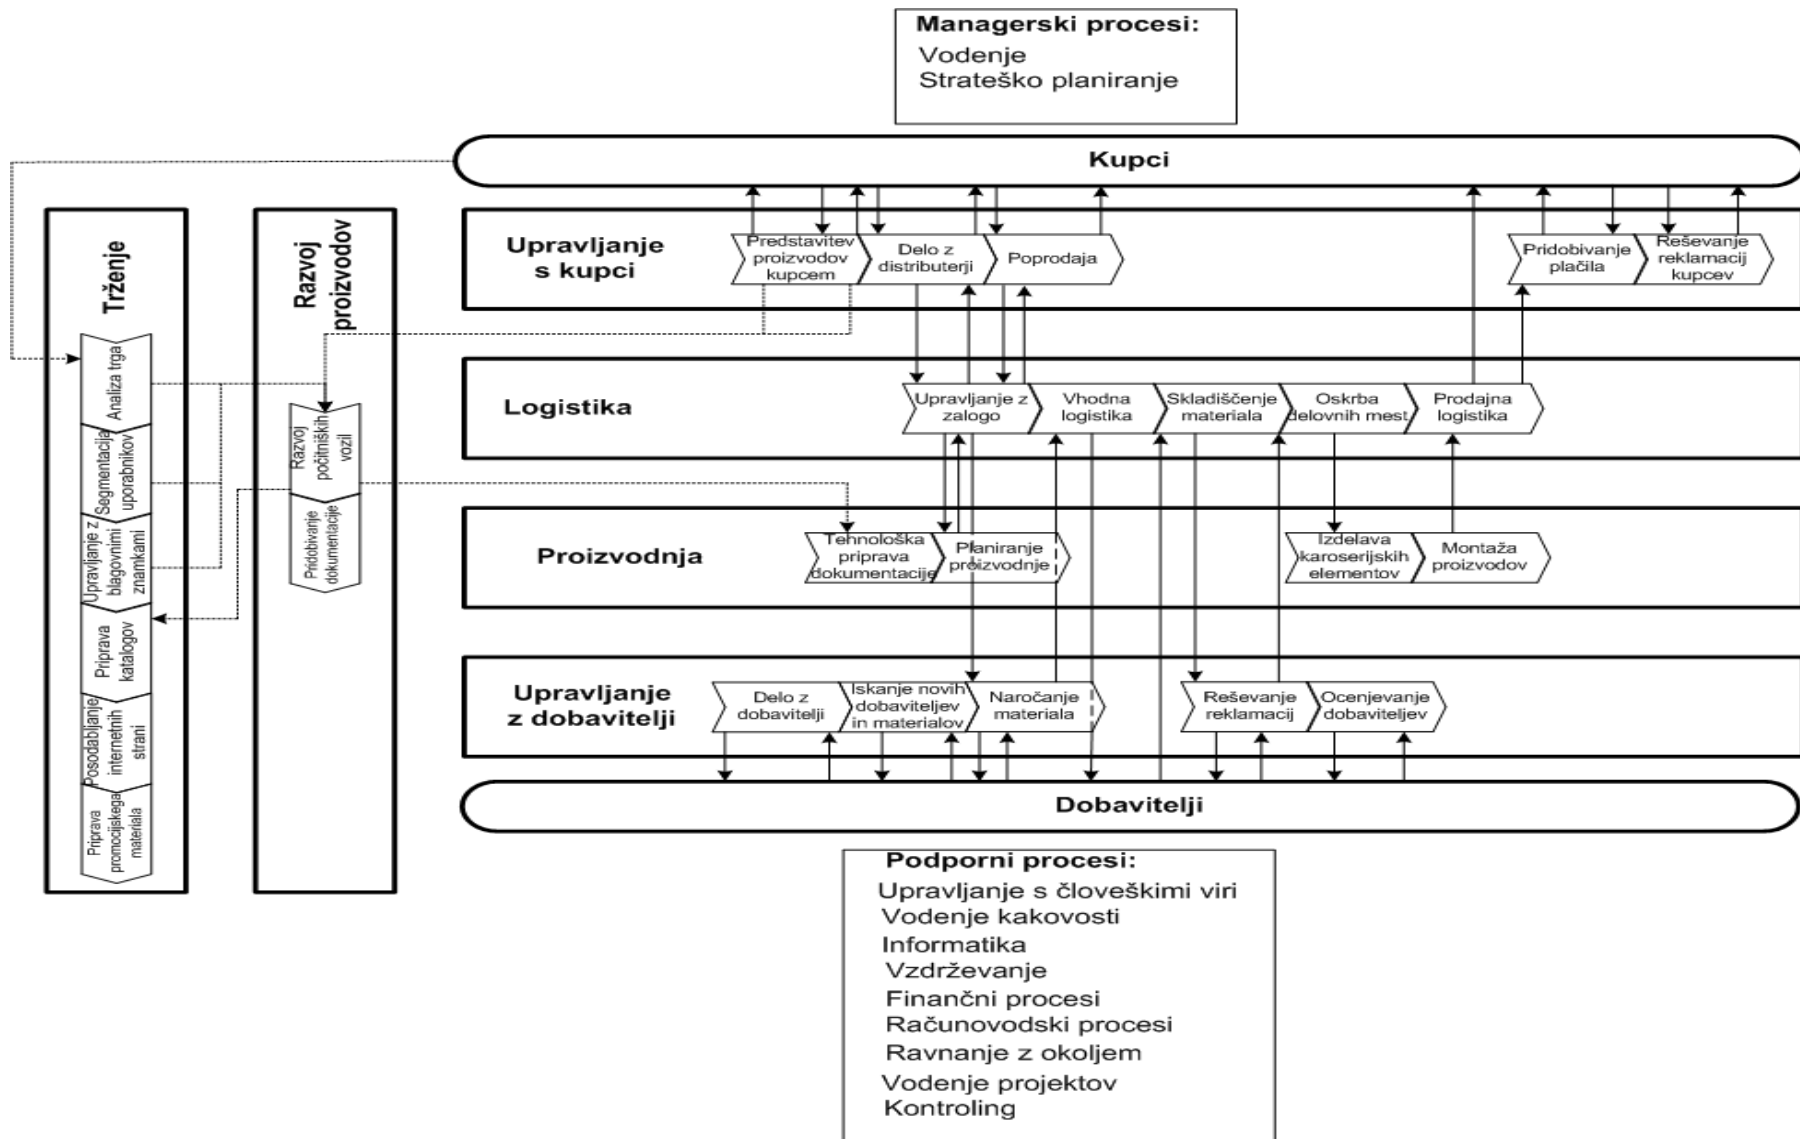 Managerski procesi:
Vodenje
Strateško planiranje
Kupci
Trženje
Analiza trga
Segmentacija
uporabnikov
Upravljanje z
blagovnimi
znamkami
Priprava
katalogov
Posodabljanje
internetnih
strani
Priprava
promocijskega
materiala
Razvoj
proizvodov
Razvoj
počitniških
vozil
Pridobivanje
dokumentacije
Upravljanje
s kupci
Predstavitev
proizvodov
kupcem
Delo z
distributerji
Poprodaja
Pridobivanje
plačila
Reševanje
reklamacij
kupcev
Logistika
Upravljanje z
zalogo
Vhodna
logistika
Skladiščenje
materiala
Oskrba
delovnih mest
Prodajna
logistika
Proizvodnja
Tehnološka
priprava
dokumentacije
Planiranje
proizvodnje
Izdelava
karoserijskih
elementov
Montaža
proizvodov
Upravljanje
z dobavitelji
Delo z
dobavitelji
Iskanje novih
dobaviteljev
in materialov
Naročanje
materiala
Reševanje
reklamacij
Ocenjevanje
dobaviteljev
Dobavitelji
Podporni procesi:
Upravljanje s človeškimi viri
Vodenje kakovosti
Informatika
Vzdrževanje
Finančni procesi
Računovodski procesi
Ravnanje z okoljem
Vodenje projektov
Kontroling